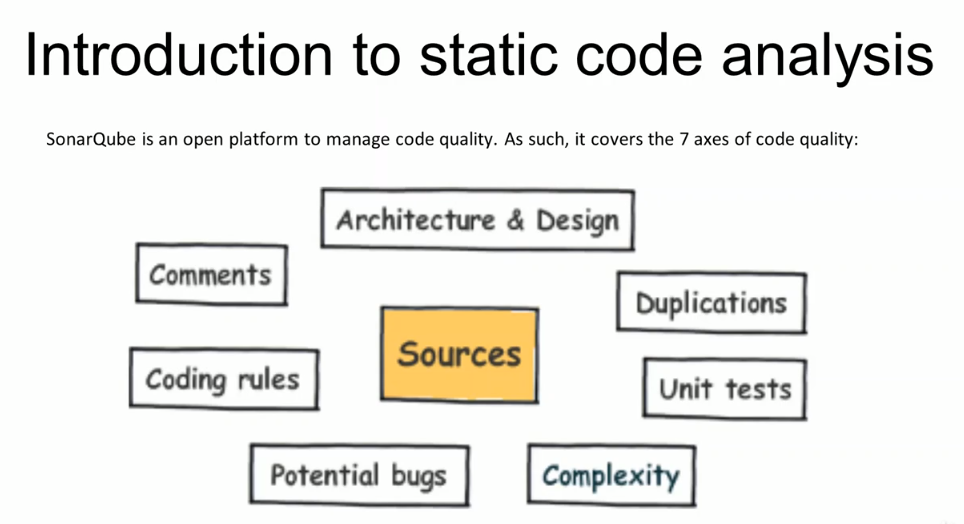 Introduction to static code analysis
SonarQube is an open platform to manage code quality. As such, it covers the 7 axes of code quality:
Architecture & Design
Comments
Duplications
Sources
Coding rules
Unit tests
Potential bugs
Complexity